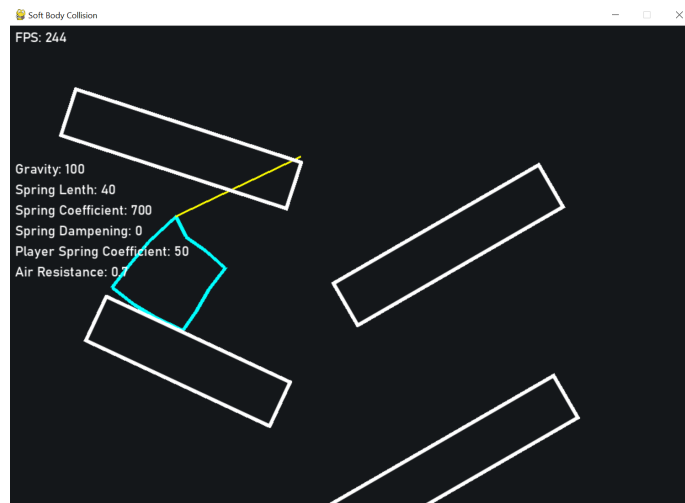 Soft Body Collision
FPS: 244
Gravity: 100
Spring Lenth: 40
Spring Coefficient: 700
Spring Dampening: 0
Player Spring Coefficient: 50
Air Resistance: 0.7